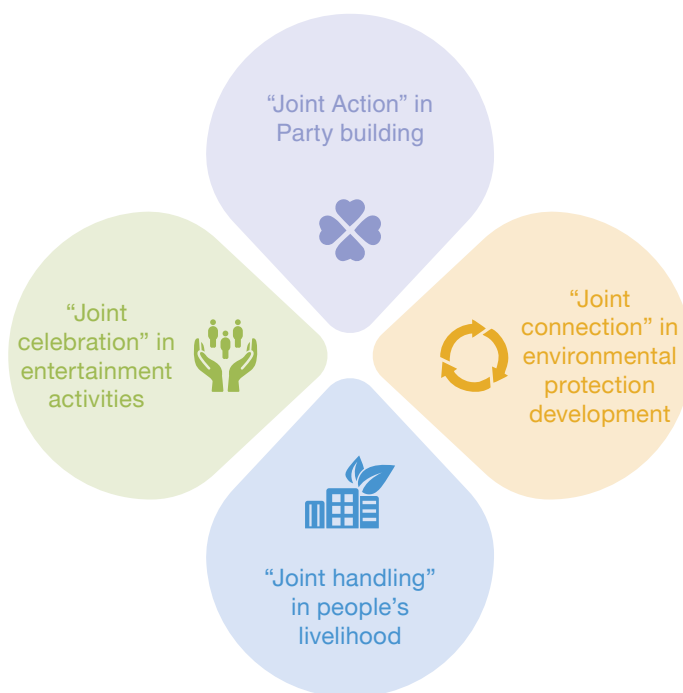 “Joint Action” in
Party building
“Joint
celebration” in
entertainment
activities
“Joint
connection” in
environmental
protection
development
“Joint handling”
in people’s
livelihood